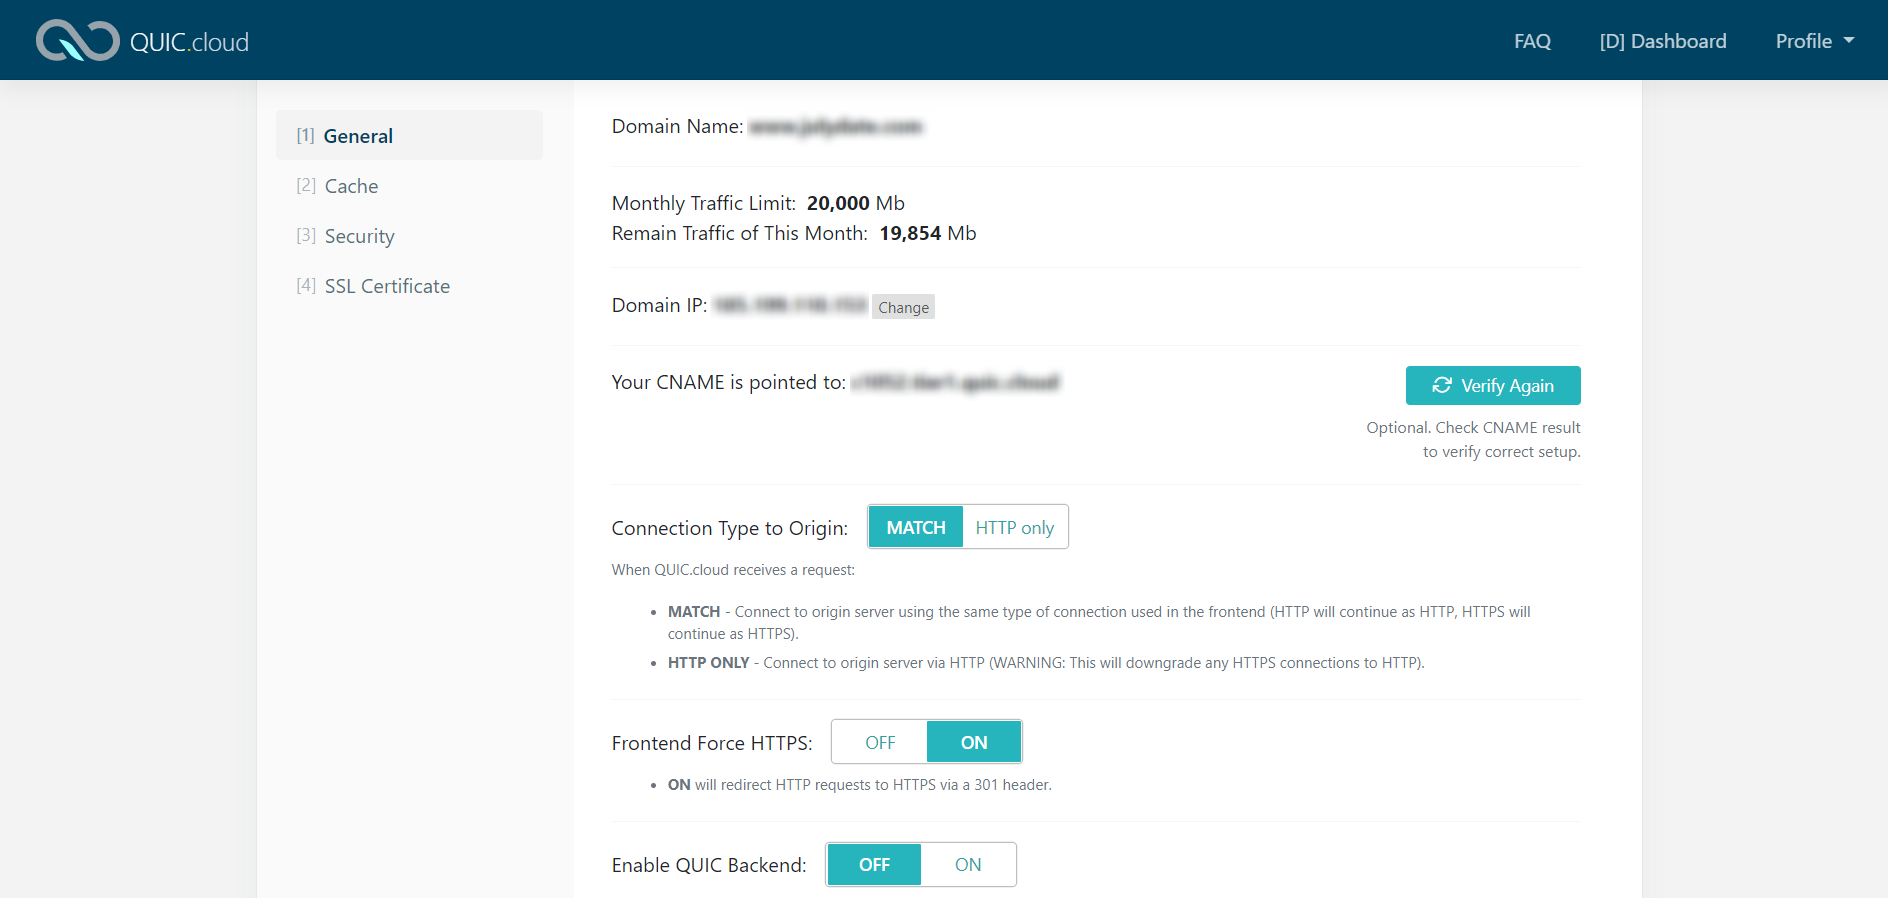 QUIC.cloud
FAQ
[D] Dashboard
Profile
[1] General
[2] Cache
[3] Security
[4] SSL Certificate
Domain Name:
Monthly Traffic Limit: 20,000 Mb
Remain Traffic of This Month: 19,854 Mb
Domain IP:
Change
Your CNAME is pointed to:
Verify Again
Optional. Check CNAME result
to verify correct setup.
Connection Type to Origin: MATCH HTTP only
When QUIC.cloud receives a request:
• MATCH - Connect to origin server using the same type of connection used in the frontend (HTTP will continue as HTTP, HTTPS will
continue as HTTPS).
• HTTP ONLY - Connect to origin server via HTTP (WARNING: This will downgrade any HTTPS connections to HTTP).
Frontend Force HTTPS: OFF ON
• ON will redirect HTTP requests to HTTPS via a 301 header.
Enable QUIC Backend: OFF ON